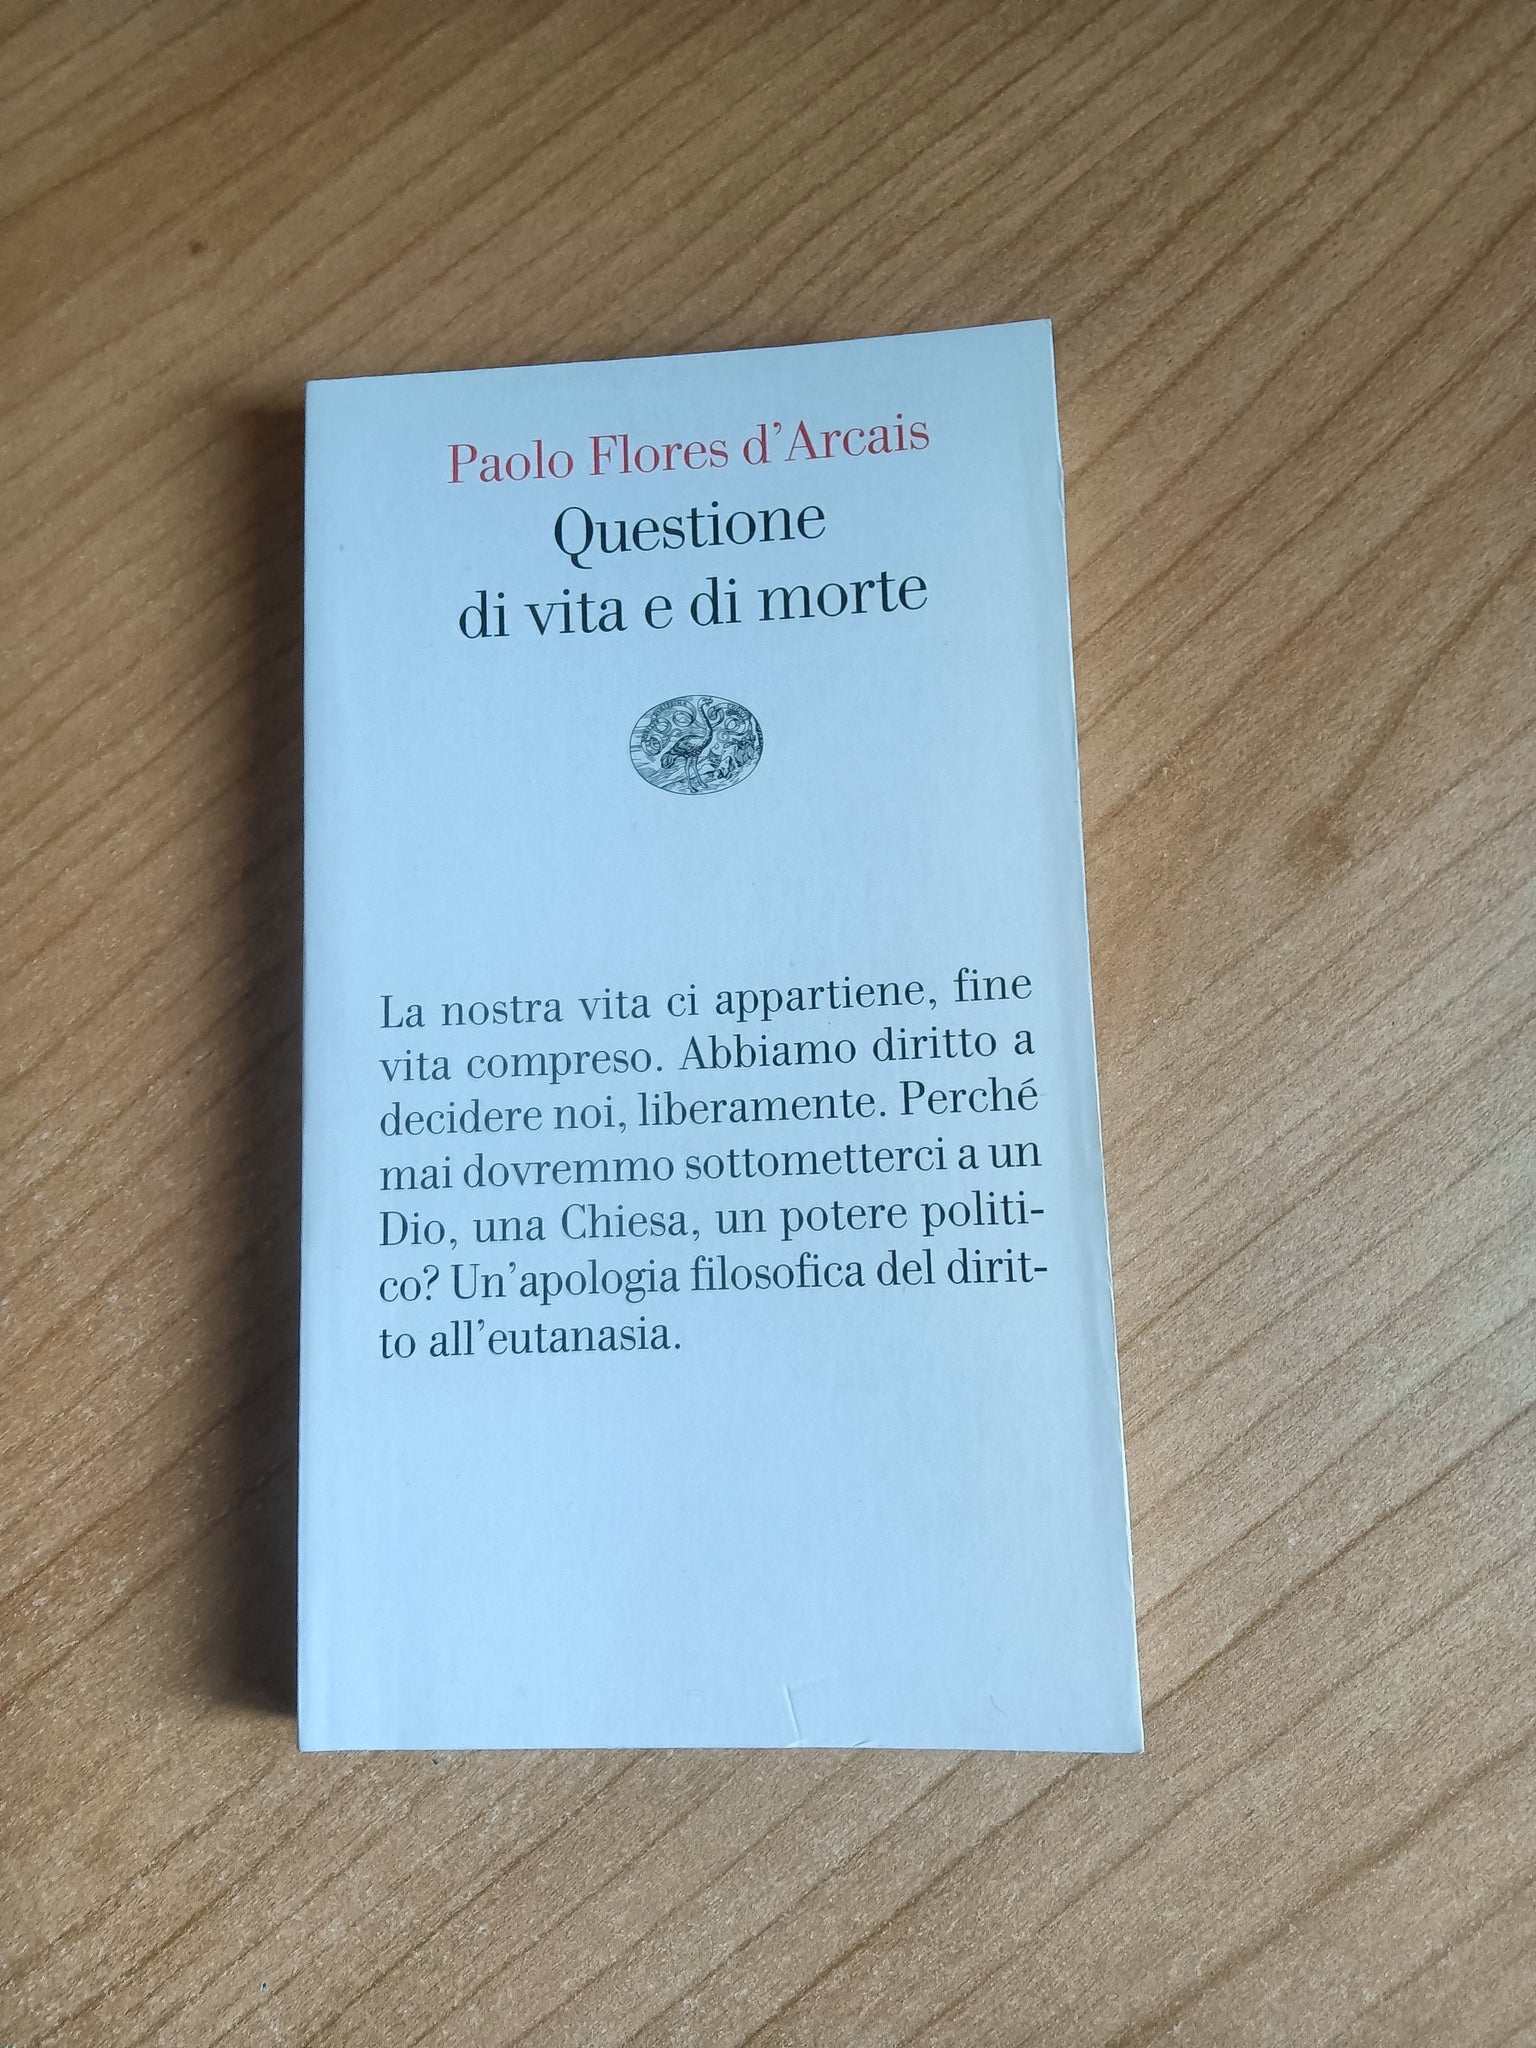 Paolo Flores d'Arcais
Questione
di vita e di morte
La nostra vita ci appartiene, fine
vita compreso. Abbiamo diritto a
decidere noi, liberamente. Perché
mai dovremmo sottometterci a un
Dio, una Chiesa, un potere politi-
co? Un'apologia filosofica del dirit-
to all'eutanasia.